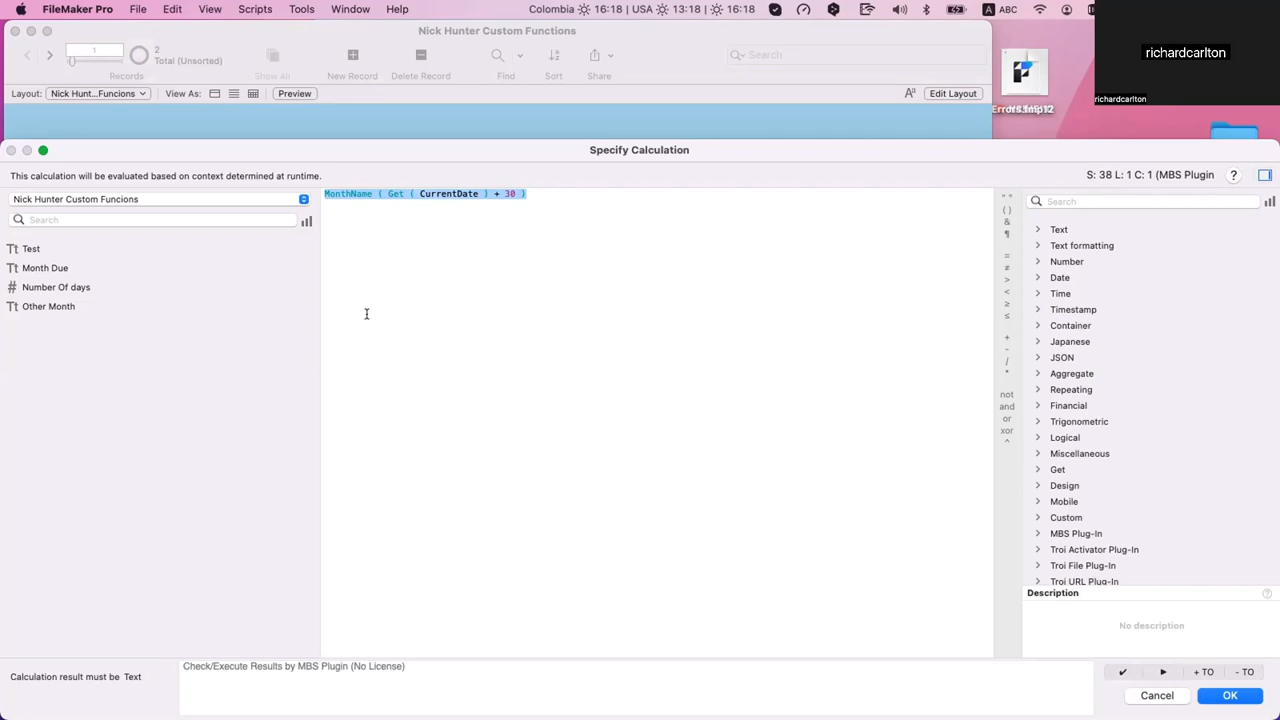 FileMaker Pro File Edit View Scripts Tools Window Help Colombia 16:18 | USA 13:18 16:18 ABC
richardcarlton
richardcarlton
Nick Hunter Custom Functions
1
2
Total (Unsorted)
Search
Records Show All New Record Delete Record Find Sort Share
Layout: Nick Hunt...Funcions View As: Preview Aa Edit Layout
Specify Calculation
This calculation will be evaluated based on context determined at runtime.
S: 38 L: 1 C: 1 (MBS Plugin ?
Nick Hunter Custom Funcions
Search
Tt Test
Tt Month Due
# Number Of days
Tt Other Month
MonthName ( Get ( CurrentDate ) + 30 )
" "
( )
&
¶
=
≠
>
<
≥
≤
+
-
/
*
not
and
or
xor
^
Search
Text
Text formatting
Number
Date
Time
Timestamp
Container
Japanese
JSON
Aggregate
Repeating
Financial
Trigonometric
Logical
Miscellaneous
Get
Design
Mobile
Custom
MBS Plug-In
Troi Activator Plug-In
Troi File Plug-In
Troi URL Plug-In
Description ?
No description
Calculation result must be Text
Check/Execute Results by MBS Plugin (No License)
+ TO - TO
Cancel OK